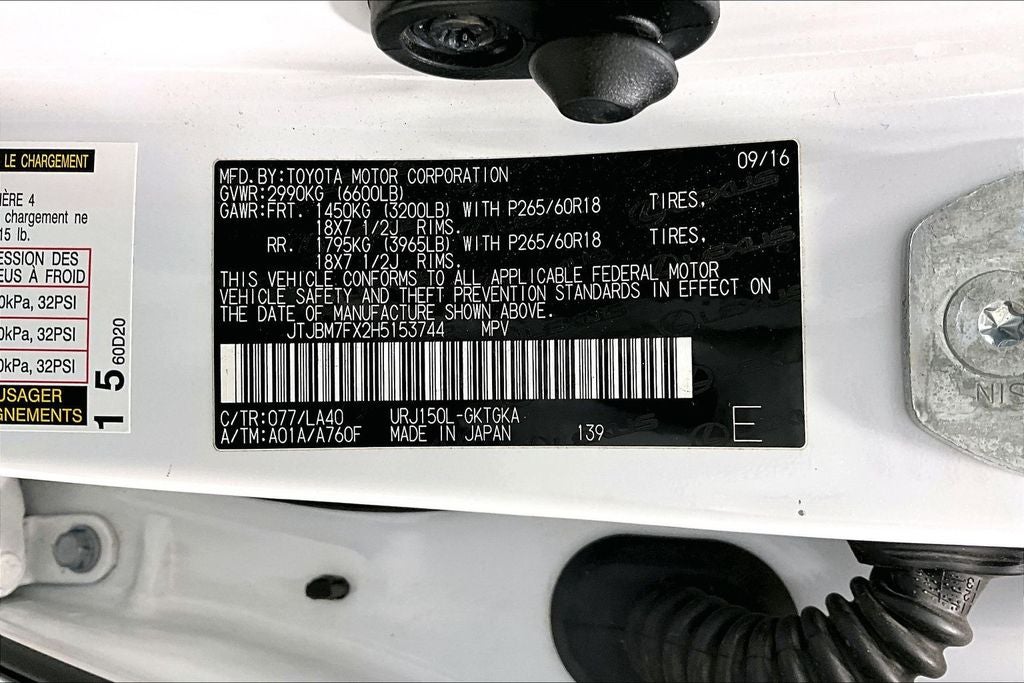 LE CHARGEMENT
ÈRE 4
chargement ne
15 lb.
ESSION DES
EUS À FROID
0kPa, 32PSI
0kPa, 32PSI
0kPa, 32PSI
USAGER
GNEMENTS
15
60D20
09/16
MFD.BY:TOYOTA MOTOR CORPORATION
GVWR:2990KG (6600LB)
GAWR:FRT. 1450KG (3200LB) WITH P265/60R18 TIRES,
18X7 1/2J RIMS.
RR. 1795KG (3965LB) WITH P265/60R18 TIRES,
18X7 1/2J RIMS.
THIS VEHICLE CONFORMS TO ALL APPLICABLE FEDERAL MOTOR
VEHICLE SAFETY AND THEFT PREVENTION STANDARDS IN EFFECT ON
THE DATE OF MANUFACTURE SHOWN ABOVE.
JTJBM7FX2H5153744 MPV
C/TR:077/LA40 URJ150L-GKTGKA
A/TM:A01A/A760F MADE IN JAPAN 139 E
NIS